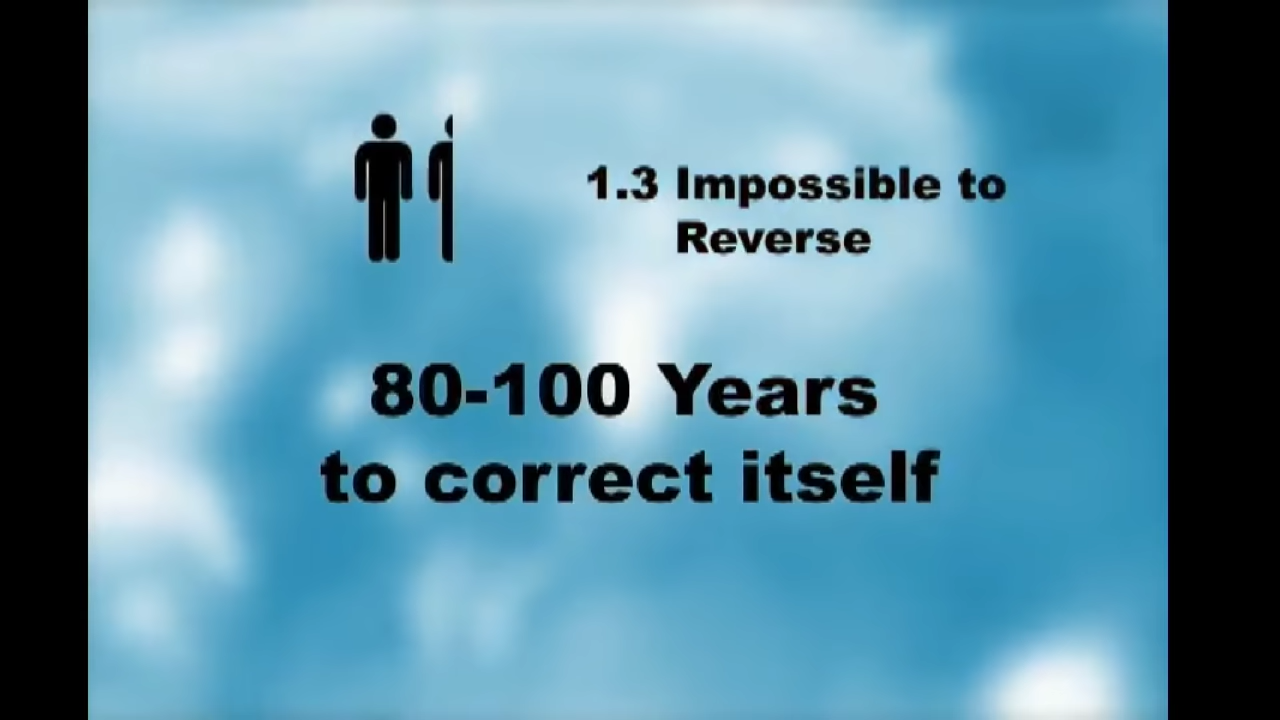 1.3 Impossible to
Reverse
80-100 Years
to correct itself